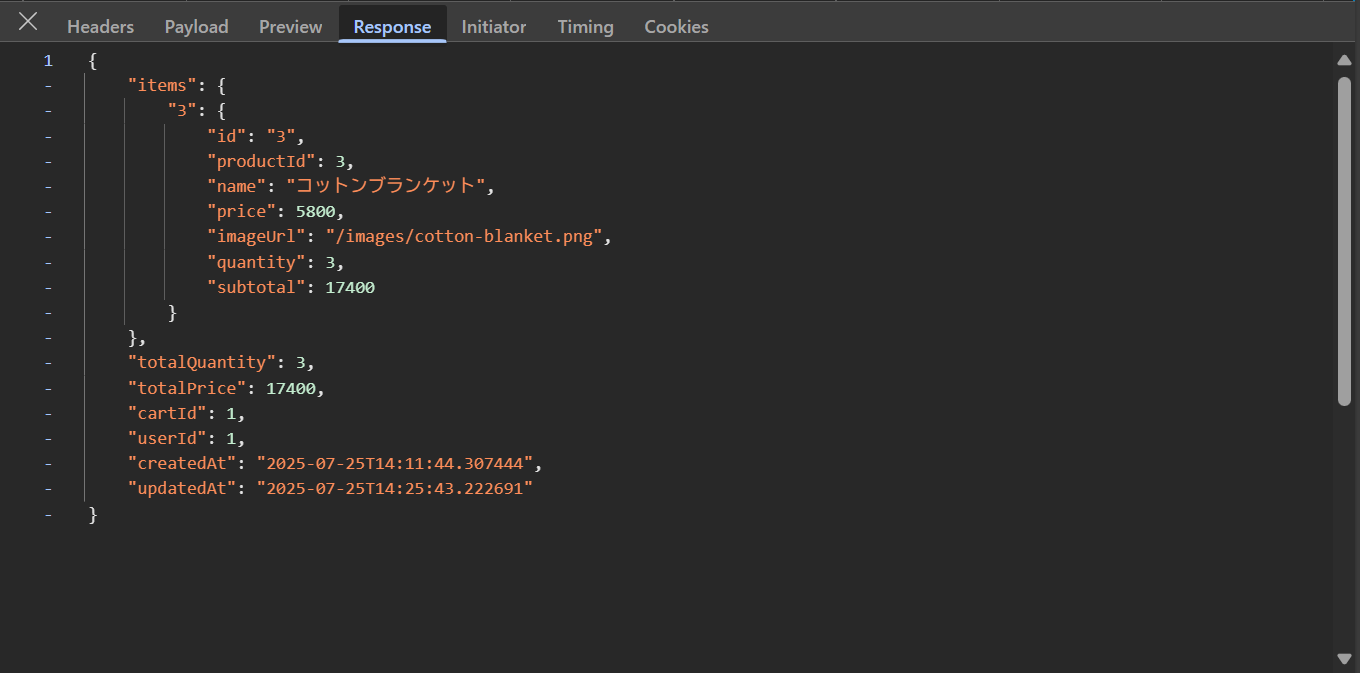 Headers Payload Preview Response Initiator Timing Cookies
1 {
- "items": {
- "3": {
- "id": "3",
- "productId": 3,
- "name": "コットンブランケット",
- "price": 5800,
- "imageUrl": "/images/cotton-blanket.png",
- "quantity": 3,
- "subtotal": 17400
- }
- },
- "totalQuantity": 3,
- "totalPrice": 17400,
- "cartId": 1,
- "userId": 1,
- "createdAt": "2025-07-25T14:11:44.307444",
- "updatedAt": "2025-07-25T14:25:43.222691"
- }